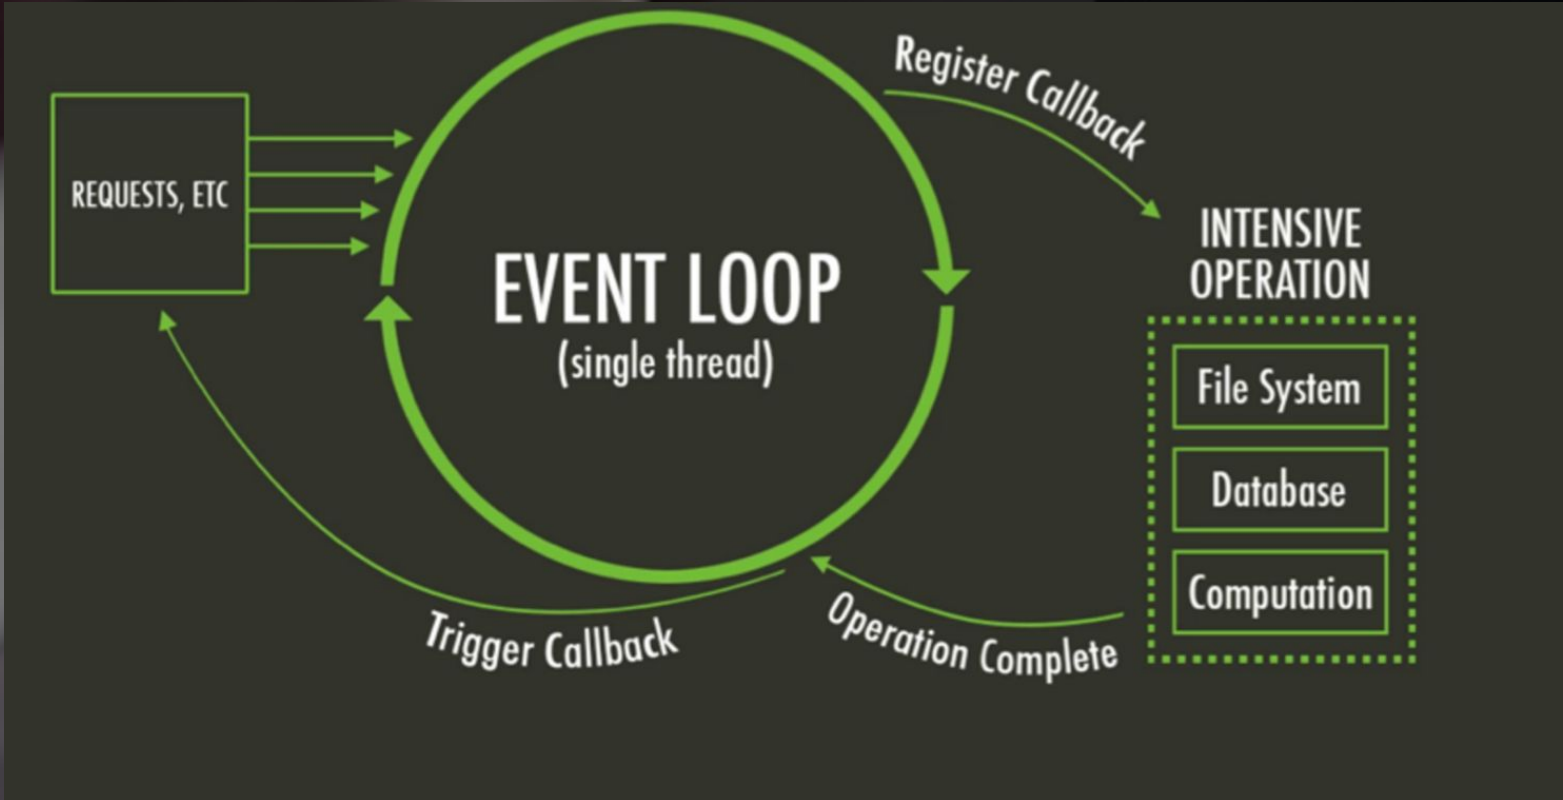 REQUESTS, ETC
EVENT LOOP
(single thread)
Register Callback
INTENSIVE
OPERATION
File System
Database
Computation
Operation Complete
Trigger Callback